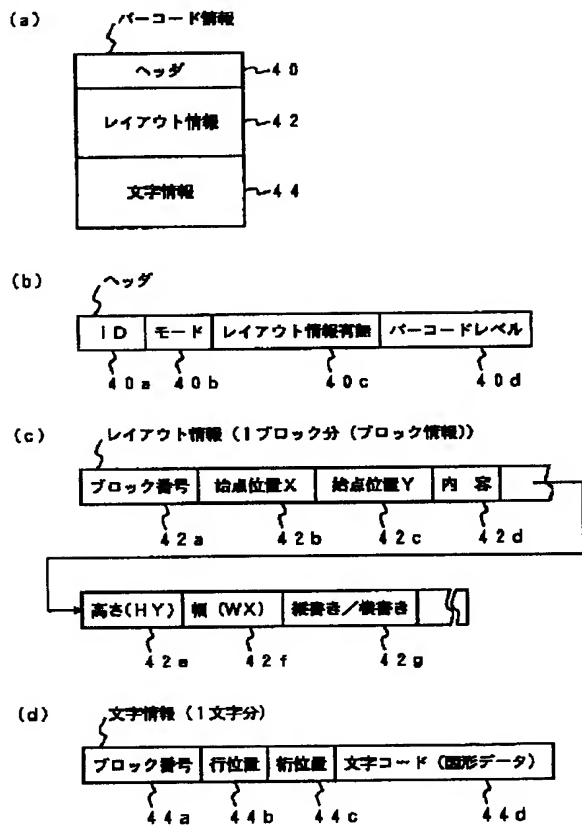 (a) バーコード情報
ヘッダ 40
レイアウト情報 42
文字情報 44
(b) ヘッダ
iD モード レイアウト情報有無 バーコードレベル
40a 40b 40c 40d
(c) レイアウト情報(1ブロック分(ブロック情報))
ブロック番号 始点位置X 始点位置Y 内容
42a 42b 42c 42d
高さ(HY) 幅(WX) 縦書き/横書き
42e 42f 42g
(d) 文字情報(1文字分)
ブロック番号 行位置 桁位置 文字コード(図形データ)
44a 44b 44c 44d